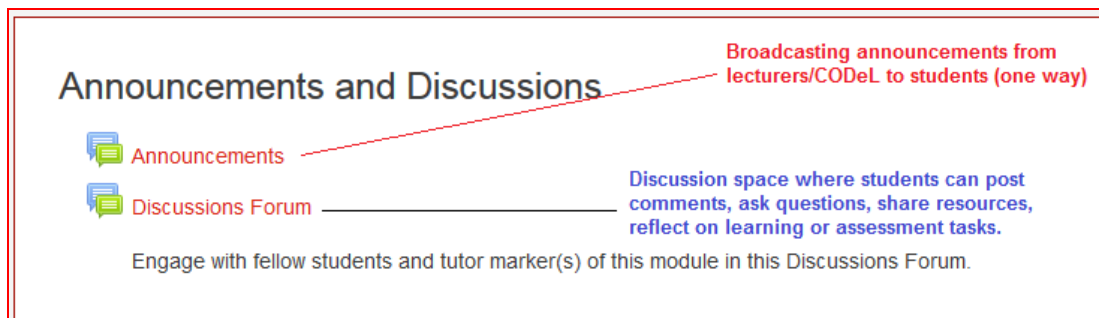 Broadcasting announcements from
lecturers/CODeL to students (one way)
Announcements and Discussions
Announcements
Discussions Forum
Discussion space where students can post
comments, ask questions, share resources,
reflect on learning or assessment tasks.
Engage with fellow students and tutor marker(s) of this module in this Discussions Forum.